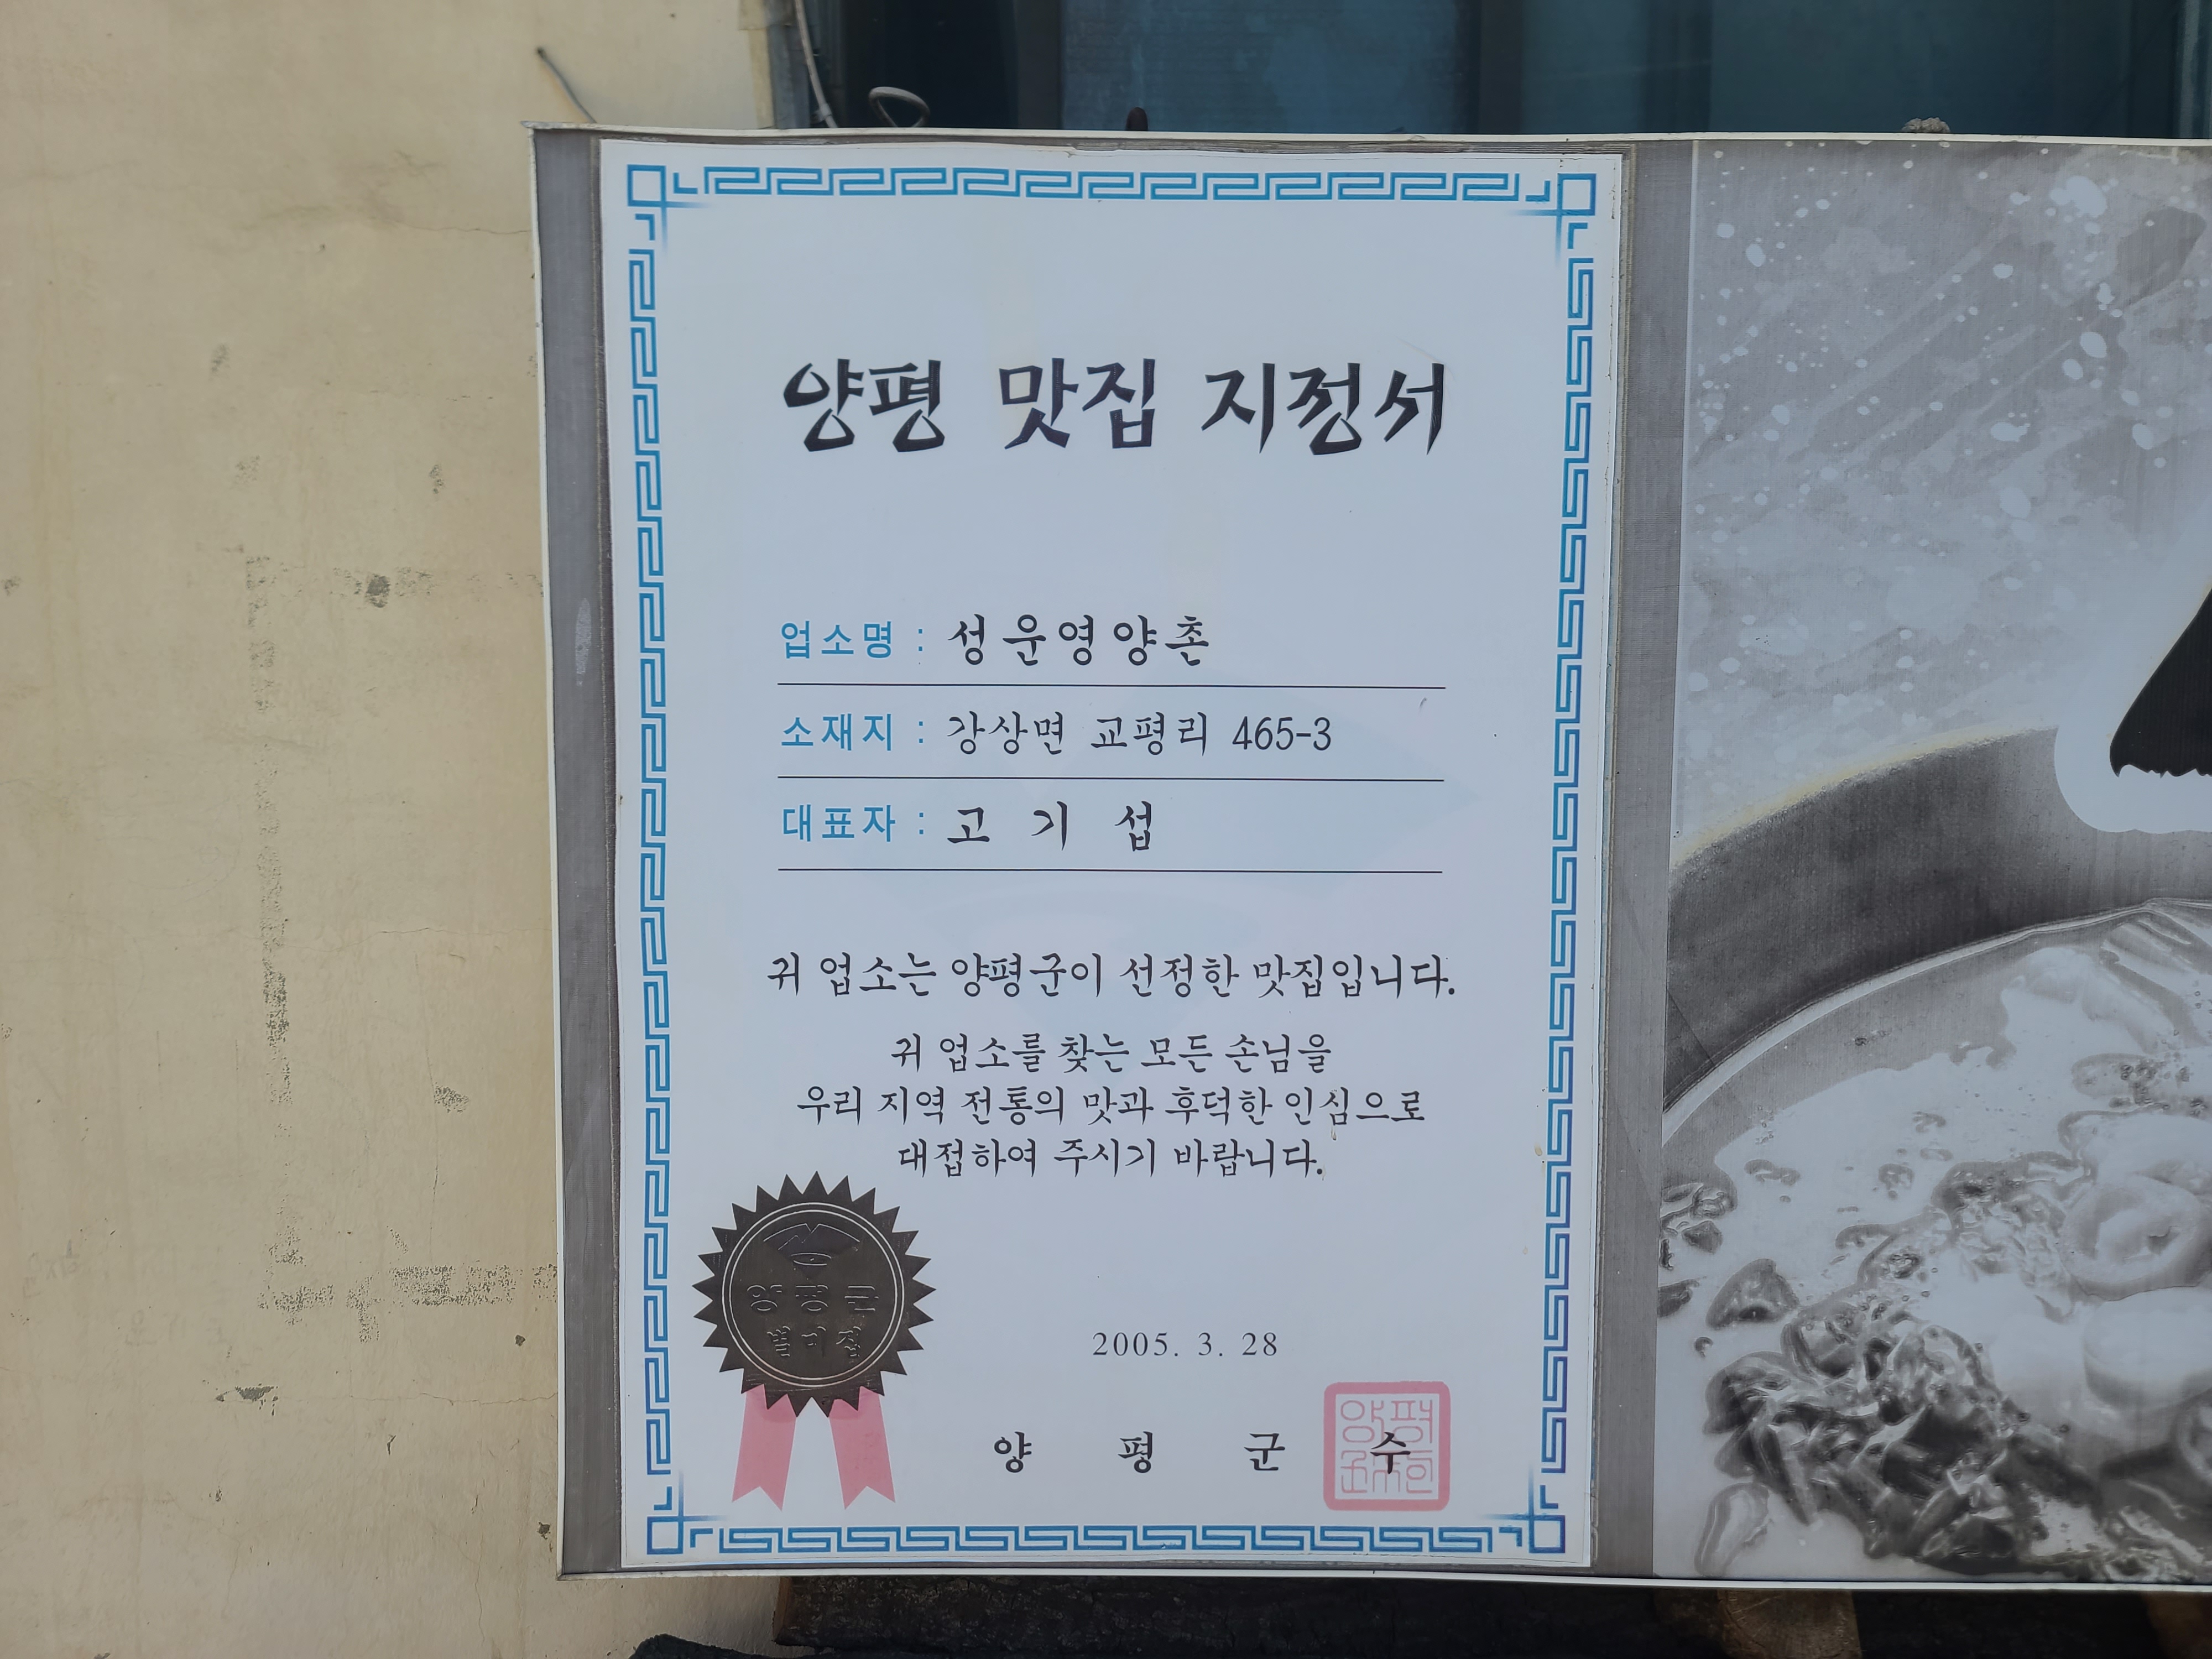 양평 맛집 지정서
업소명 : 성운영양촌
소재지 : 강상면 교평리 465-3
대표자 : 고 기 섭
귀 업소는 양평군이 선정한 맛집입니다.
귀 업소를 찾는 모든 손님을
우리 지역 전통의 맛과 후덕한 인심으로
대접하여 주시기 바랍니다.
양평군
별미집
2005. 3. 28
양 평 군 수